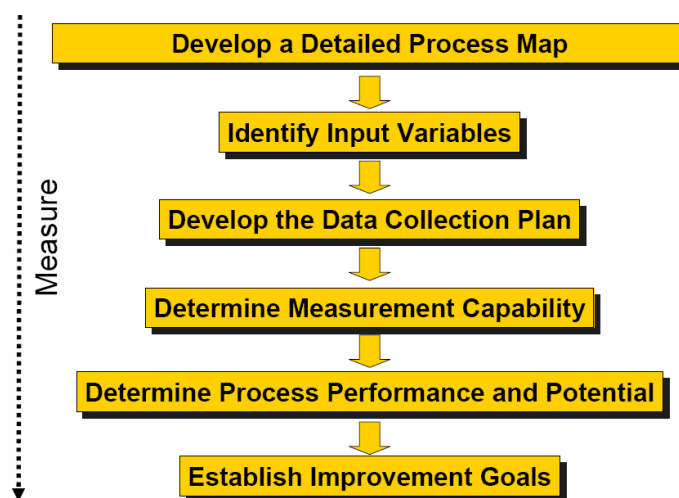 Develop a Detailed Process Map
Identify Input Variables
Develop the Data Collection Plan
Measure
Determine Measurement Capability
Determine Process Performance and Potential
Establish Improvement Goals